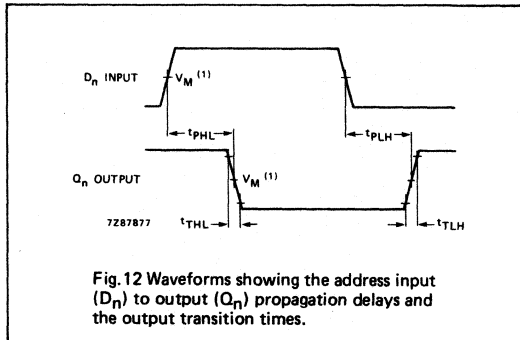 Dn INPUT
VM (1)
tPHL
tPLH
Qn OUTPUT
VM (1)
7Z87877
tTHL
tTLH
Fig.12 Waveforms showing the address input
(Dn) to output (Qn) propagation delays and
the output transition times.